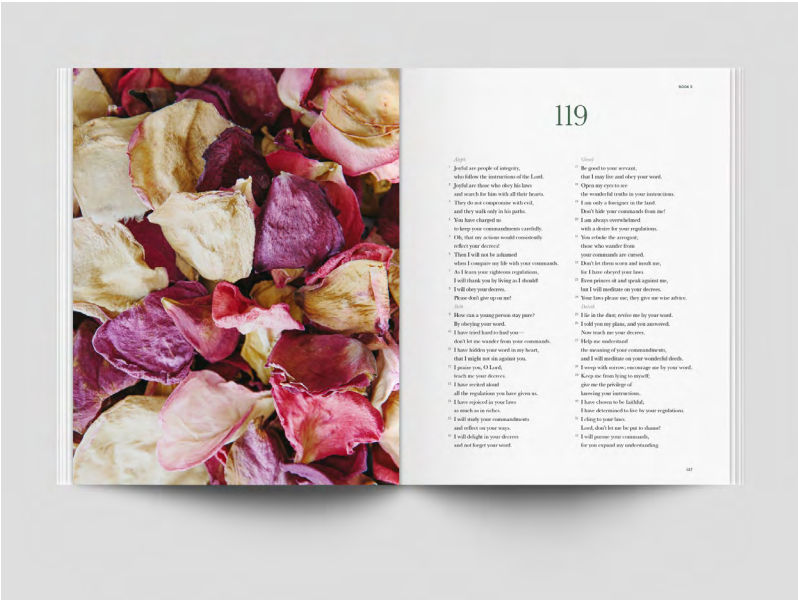 BOOK 5
119
Aleph
1 Joyful are people of integrity,
who follow the instructions of the Lord.
2 Joyful are those who obey his laws
and search for him with all their hearts.
3 They do not compromise with evil,
and they walk only in his paths.
4 You have charged us
to keep your commandments carefully.
5 Oh, that my actions would consistently
reflect your decrees!
6 Then I will not be ashamed
when I compare my life with your commands.
7 As I learn your righteous regulations,
I will thank you by living as I should!
8 I will obey your decrees.
Please don't give up on me!
Beth
9 How can a young person stay pure?
By obeying your word.
10 I have tried hard to find you—
don't let me wander from your commands.
11 I have hidden your word in my heart,
that I might not sin against you.
12 I praise you, O Lord;
teach me your decrees.
13 I have recited aloud
all the regulations you have given us.
14 I have rejoiced in your laws
as much as in riches.
15 I will study your commandments
and reflect on your ways.
16 I will delight in your decrees
and not forget your word.
Gimel
17 Be good to your servant,
that I may live and obey your word.
18 Open my eyes to see
the wonderful truths in your instructions.
19 I am only a foreigner in the land.
Don't hide your commands from me!
20 I am always overwhelmed
with a desire for your regulations.
21 You rebuke the arrogant;
those who wander from
your commands are cursed.
22 Don't let them scorn and insult me,
for I have obeyed your laws.
23 Even princes sit and speak against me,
but I will meditate on your decrees.
24 Your laws please me; they give me wise advice.
Daleth
25 I lie in the dust; revive me by your word.
26 I told you my plans, and you answered.
Now teach me your decrees.
27 Help me understand
the meaning of your commandments,
and I will meditate on your wonderful deeds.
28 I weep with sorrow; encourage me by your word.
29 Keep me from lying to myself;
give me the privilege of
knowing your instructions.
30 I have chosen to be faithful;
I have determined to live by your regulations.
31 I cling to your laws.
Lord, don't let me be put to shame!
32 I will pursue your commands,
for you expand my understanding.